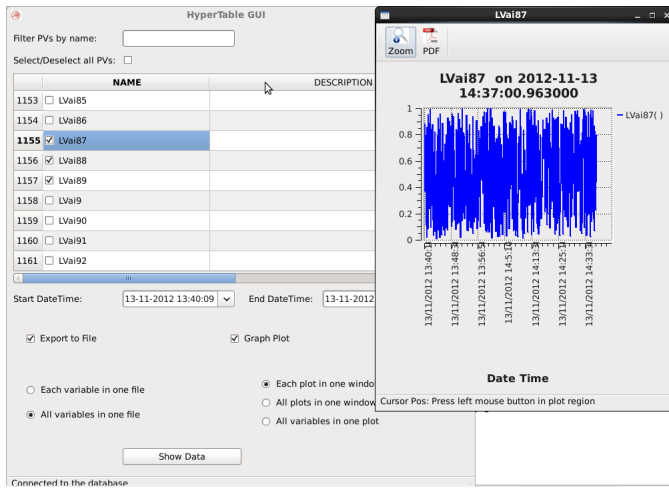 HyperTable GUI
Filter PVs by name:
Select/Deselect all PVs:
NAME DESCRIPTION
1153 LVai85
1154 LVai86
1155 LVai87
1156 LVai88
1157 LVai89
1158 LVai9
1159 LVai90
1160 LVai91
1161 LVai92
Start DateTime: 13-11-2012 13:40:09 End DateTime: 13-11-2012
Export to File Graph Plot
Each variable in one file
All variables in one file
Each plot in one windo
All plots in one window
All variables in one plot
Show Data
Connected to the database
LVai87
Zoom PDF
LVai87 on 2012-11-13
14:37:00.963000
LVai87( )
1
0.8
0.6
0.4
0.2
0
13/11/2012 13:40:1
13/11/2012 13:48:3
13/11/2012 13:56:5
13/11/2012 14:5:10
13/11/2012 14:13:3
13/11/2012 14:25:1
13/11/2012 14:33:4
Date Time
Cursor Pos: Press left mouse button in plot region